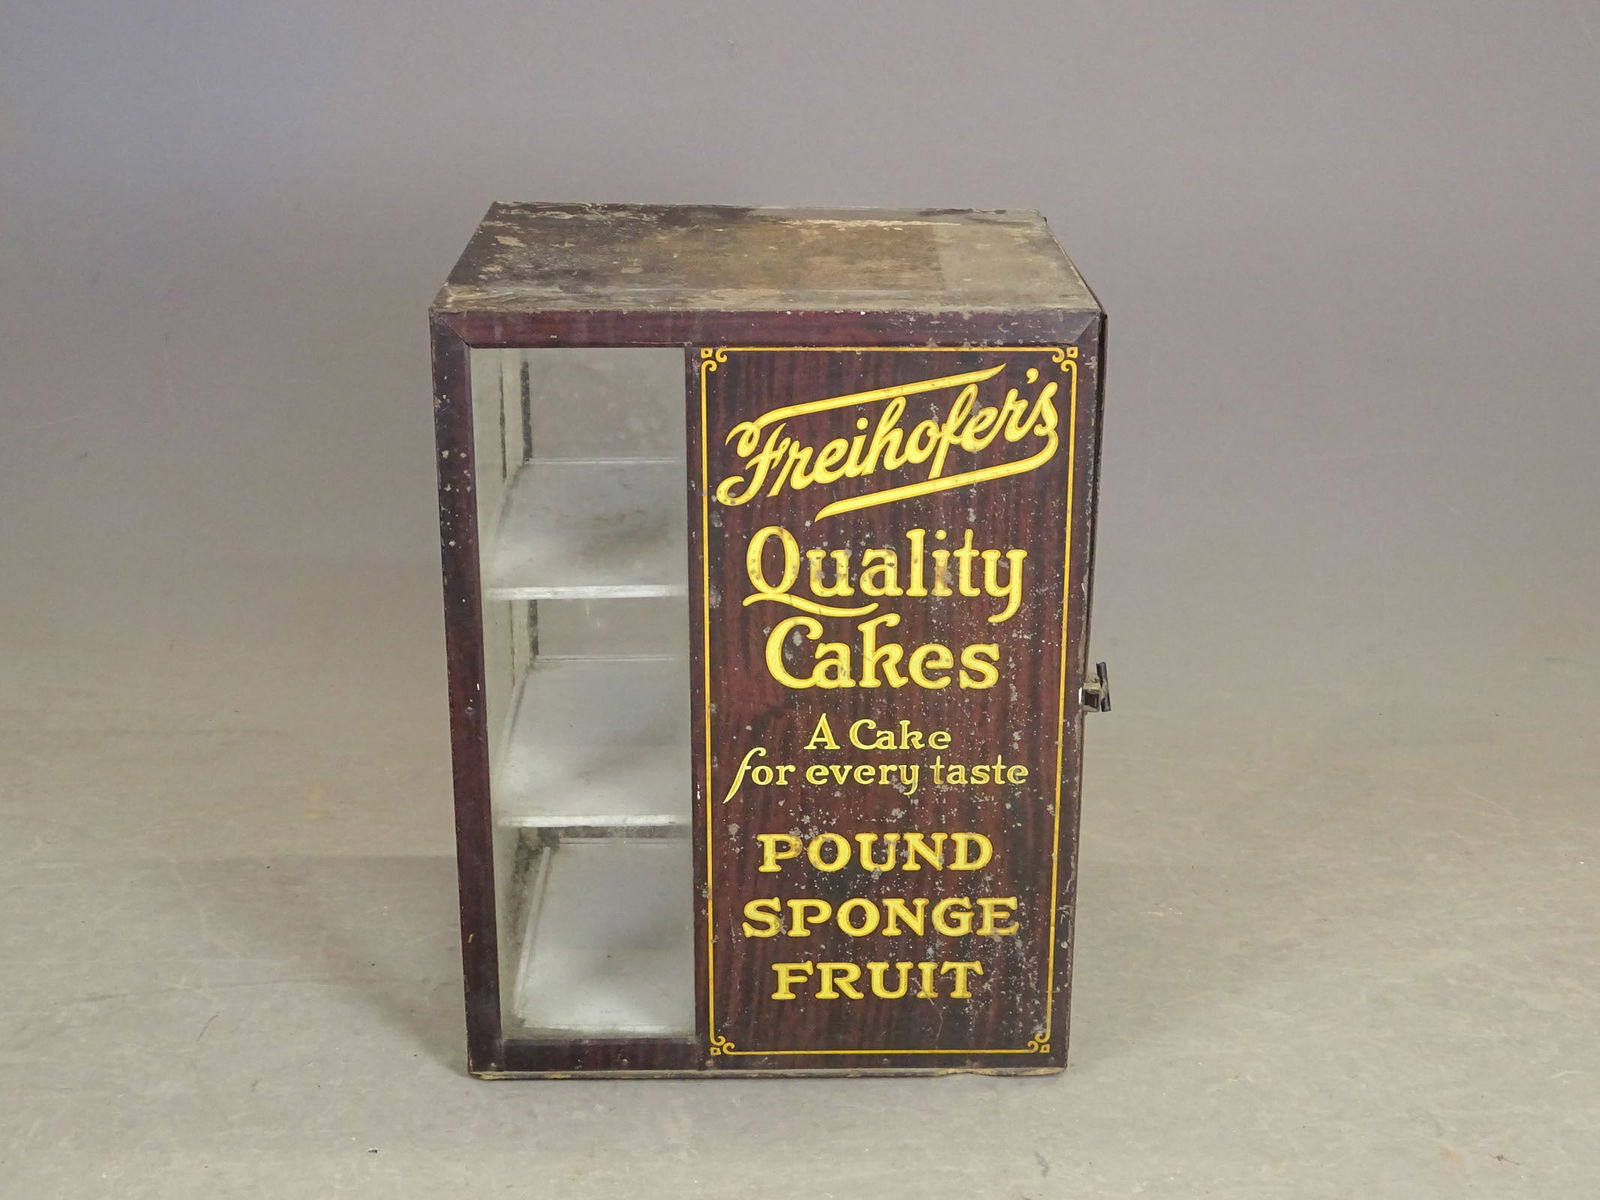 Freihofer's
Quality
Cakes
A Cake
for every taste
POUND
SPONGE
FRUIT